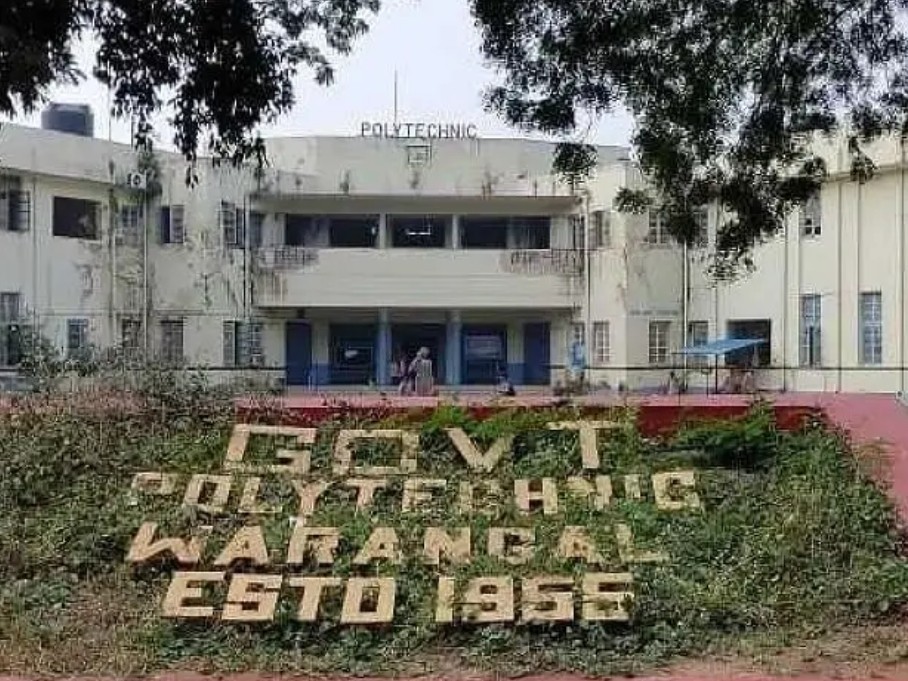 POLYTECHNIC
GOVT
POLYTECHNIC
WARANGAL
ESTD 1955